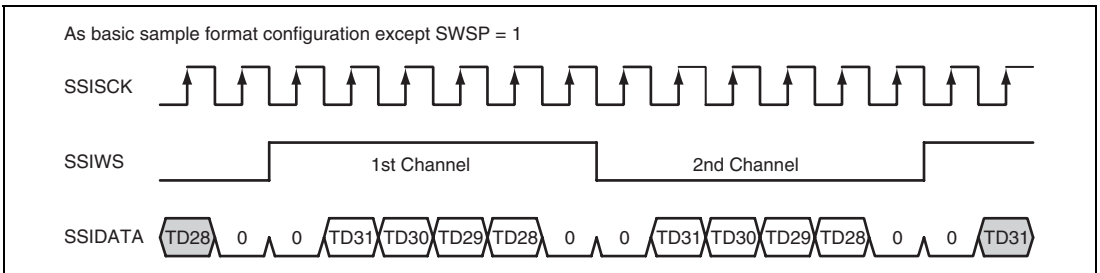 As basic sample format configuration except SWSP = 1
SSISCK
SSIWS 1st Channel 2nd Channel
SSIDATA TD28 0 0 TD31 TD30 TD29 TD28 0 0 TD31 TD30 TD29 TD28 0 0 TD31